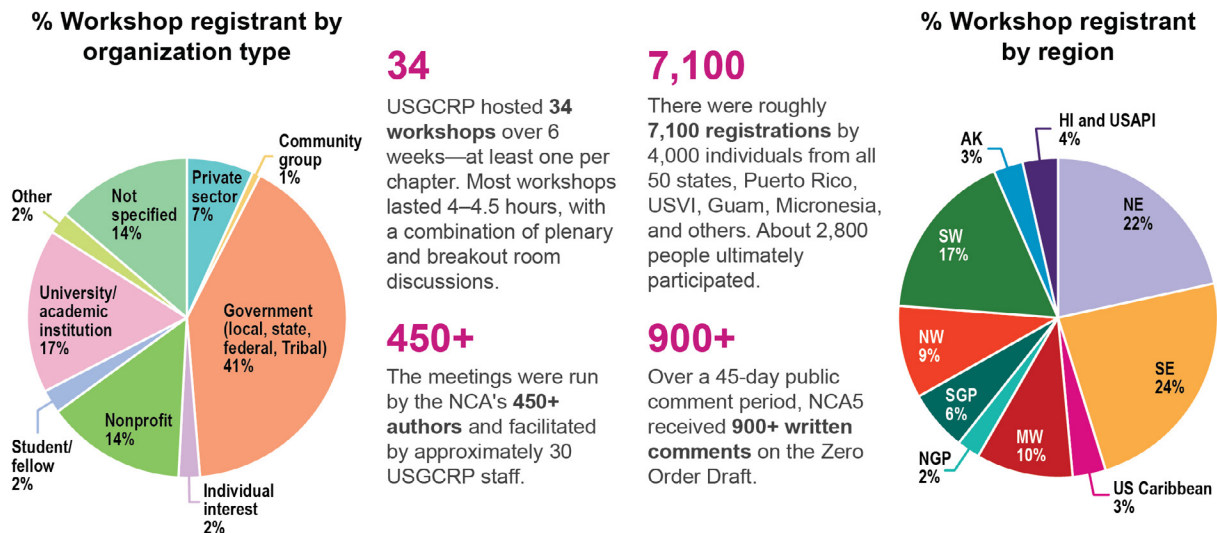 % Workshop registrant by
organization type
Private
sector
7%
Community
group
1%
Government
(local, state,
federal, Tribal)
41%
Individual
interest
2%
Nonprofit
14%
Student/
fellow
2%
University/
academic
institution
17%
Other
2%
Not
specified
14%
34
USGCRP hosted 34
workshops over 6
weeks—at least one per
chapter. Most workshops
lasted 4–4.5 hours, with
a combination of plenary
and breakout room
discussions.
7,100
There were roughly
7,100 registrations by
4,000 individuals from all
50 states, Puerto Rico,
USVI, Guam, Micronesia,
and others. About 2,800
people ultimately
participated.
450+
The meetings were run
by the NCA's 450+
authors and facilitated
by approximately 30
USGCRP staff.
900+
Over a 45-day public
comment period, NCA5
received 900+ written
comments on the Zero
Order Draft.
% Workshop registrant
by region
HI and USAPI
4%
NE
22%
SE
24%
US Caribbean
3%
MW
10%
NGP
2%
SGP
6%
NW
9%
SW
17%
AK
3%